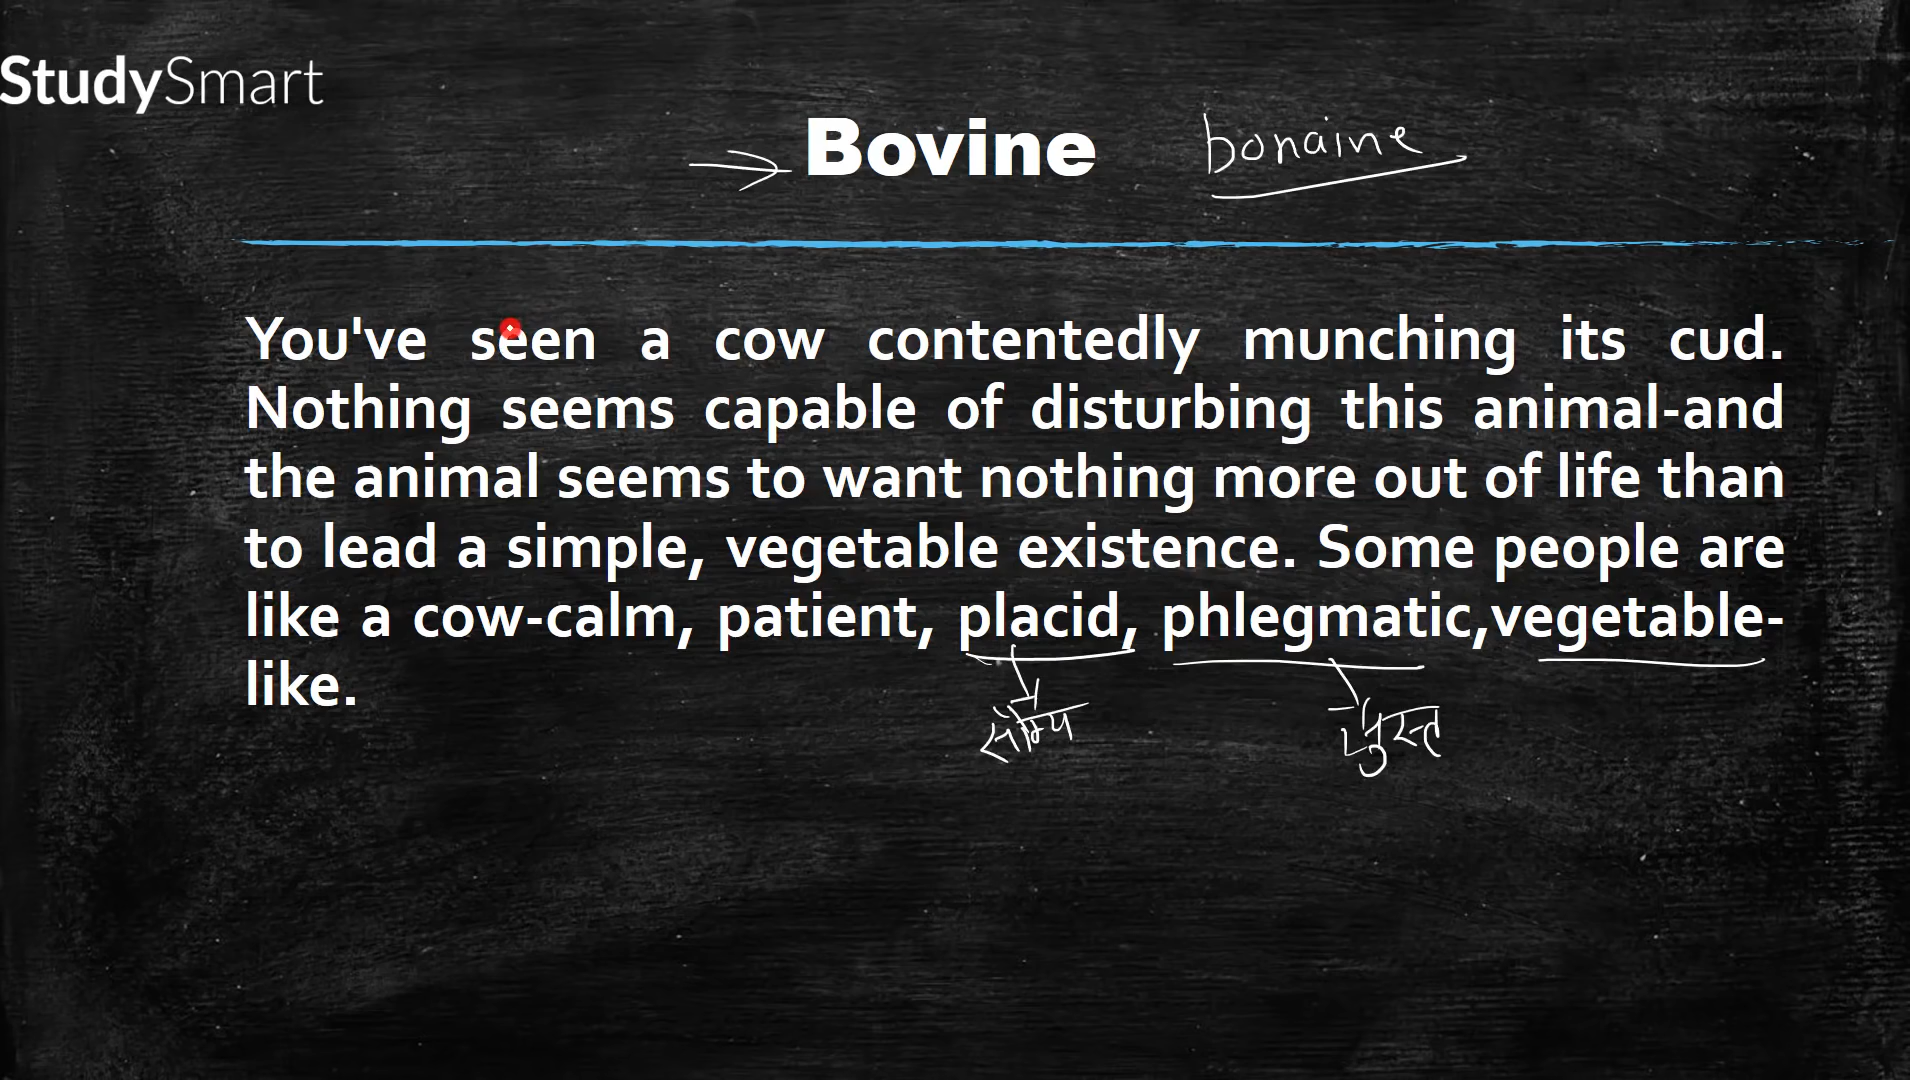 StudySmart
Bovine bonaine
You've seen a cow contentedly munching its cud.
Nothing seems capable of disturbing this animal-and
the animal seems to want nothing more out of life than
to lead a simple, vegetable existence. Some people are
like a cow-calm, patient, placid, phlegmatic,vegetable-
like.
सौम्य